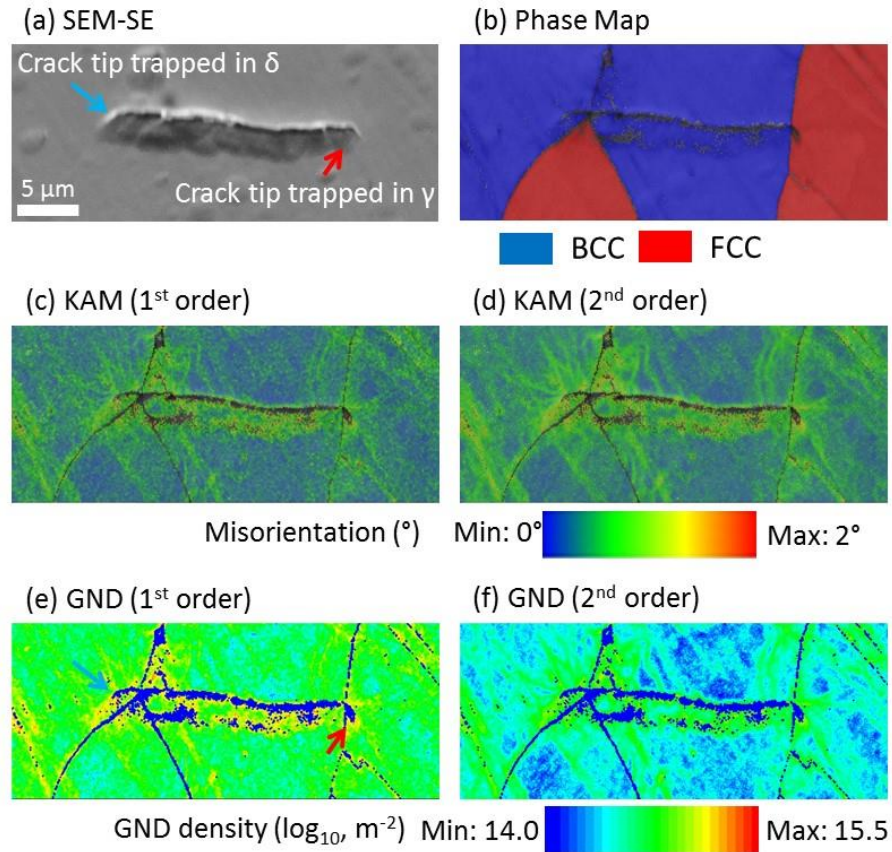 (a) SEM-SE
(b) Phase Map
Crack tip trapped in δ
Crack tip trapped in γ
5 μm
BCC FCC
(c) KAM (1st order)
(d) KAM (2nd order)
Misorientation (°) Min: 0° Max: 2°
(e) GND (1st order)
(f) GND (2nd order)
GND density (log10, m-2) Min: 14.0 Max: 15.5